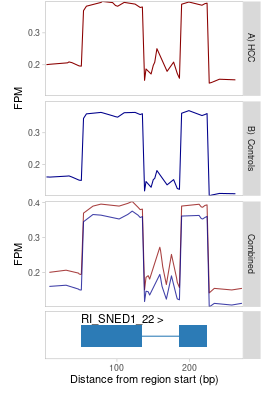 A) HCC
0.3
0.2
FPM
B) Controls
0.3
0.2
Combined
0.4
0.3
0.2
FPM
RI_SNED1_22 >
100
200
Distance from region start (bp)